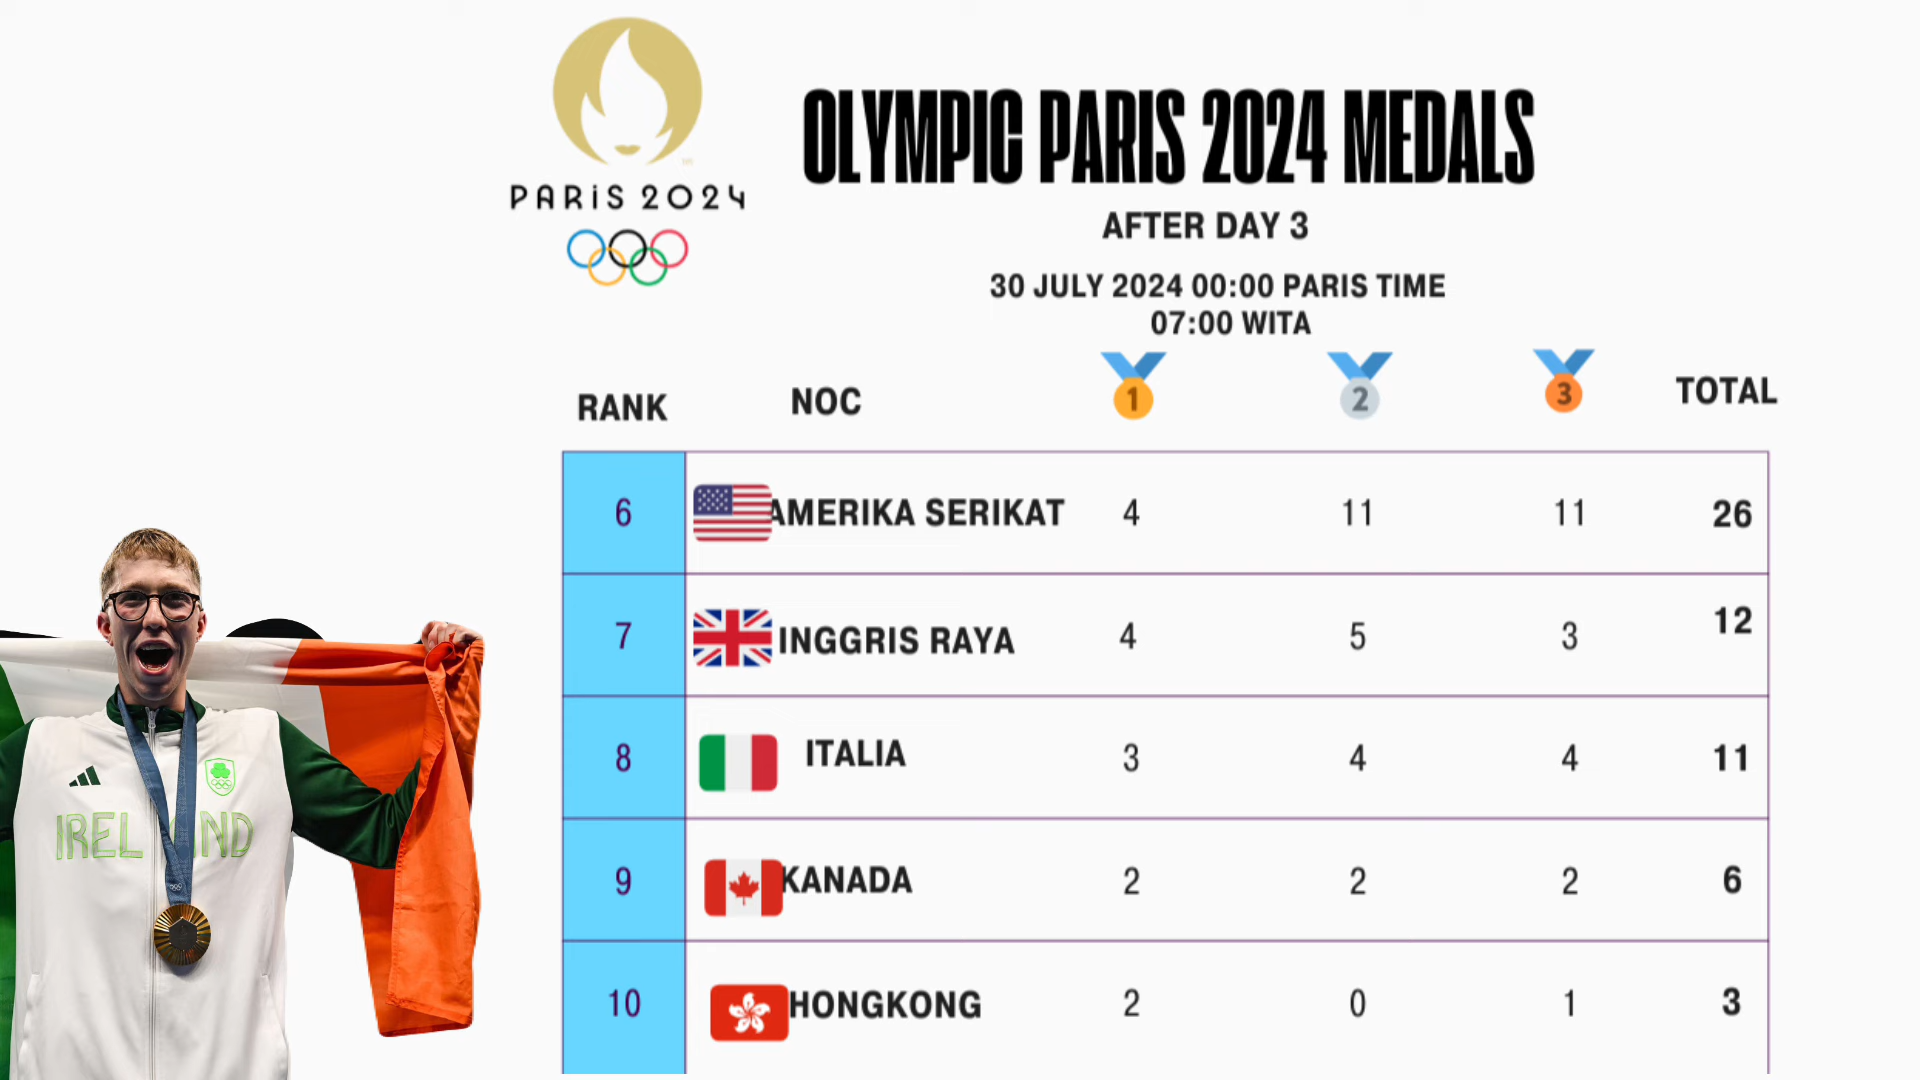 PARIS 2024
OLYMPIC PARIS 2024 MEDALS
AFTER DAY 3
30 JULY 2024 00:00 PARIS TIME
07:00 WITA
RANK NOC 1 2 3 TOTAL
6 AMERIKA SERIKAT 4 11 11 26
7 INGGRIS RAYA 4 5 3 12
8 ITALIA 3 4 4 11
9 KANADA 2 2 2 6
10 HONGKONG 2 0 1 3
IREL ND